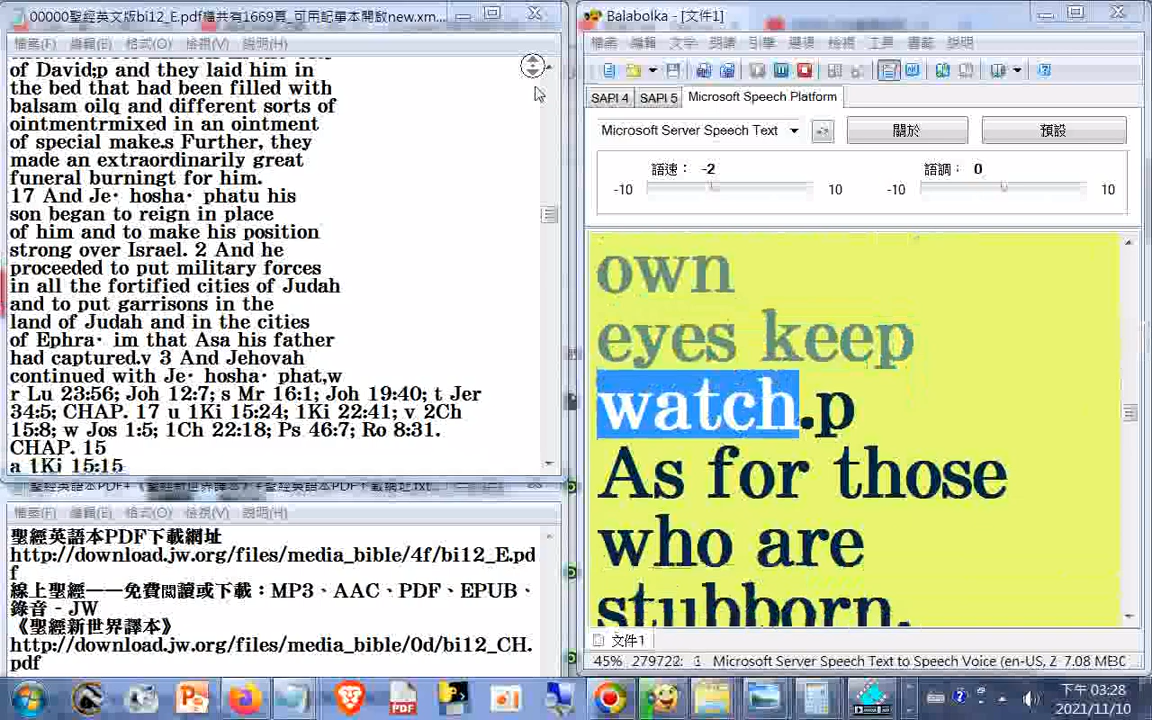 00000聖經英文版bi12_E.pdf檔共有1669頁_可用記事本開啟new.xm...
檔案(F) 編輯(E) 格式(O) 檢視(V) 說明(H)
of David;p and they laid him in
the bed that had been filled with
balsam oilq and different sorts of
ointmentrmixed in an ointment
of special make.s Further, they
made an extraordinarily great
funeral burningt for him.
17 And Je· hosha· phatu his
son began to reign in place
of him and to make his position
strong over Israel. 2 And he
proceeded to put military forces
in all the fortified cities of Judah
and to put garrisons in the
land of Judah and in the cities
of Ephra· im that Asa his father
had captured.v 3 And Jehovah
continued with Je· hosha· phat,w
r Lu 23:56; Joh 12:7; s Mr 16:1; Joh 19:40; t Jer
34:5; CHAP. 17 u 1Ki 15:24; 1Ki 22:41; v 2Ch
15:8; w Jos 1:5; 1Ch 22:18; Ps 46:7; Ro 8:31.
CHAP. 15
a 1Ki 15:15
檔案(F) 編輯(E) 格式(O) 檢視(V) 說明(H)
聖經英語本PDF下載網址
http://download.jw.org/files/media_bible/4f/bi12_E.pd
f
線上聖經——免費閱讀或下載：MP3、AAC、PDF、EPUB、
錄音 - JW
《聖經新世界譯本》
http://download.jw.org/files/media_bible/0d/bi12_CH.
pdf
Balabolka - [文件1]
檔案 編輯 文字 朗讀 引擎 選項 檢視 工具 書籤 說明
SAPI 4 SAPI 5 Microsoft Speech Platform
Microsoft Server Speech Text 關於 預設
語速： -2 語調： 0
-10 10 -10 10
own
eyes keep
watch.p
As for those
who are
stubborn.
文件1
45% 279722: 1 Microsoft Server Speech Text to Speech Voice (en-US, Z 7.08 MB
PDF
下午 03:28
2021/11/10